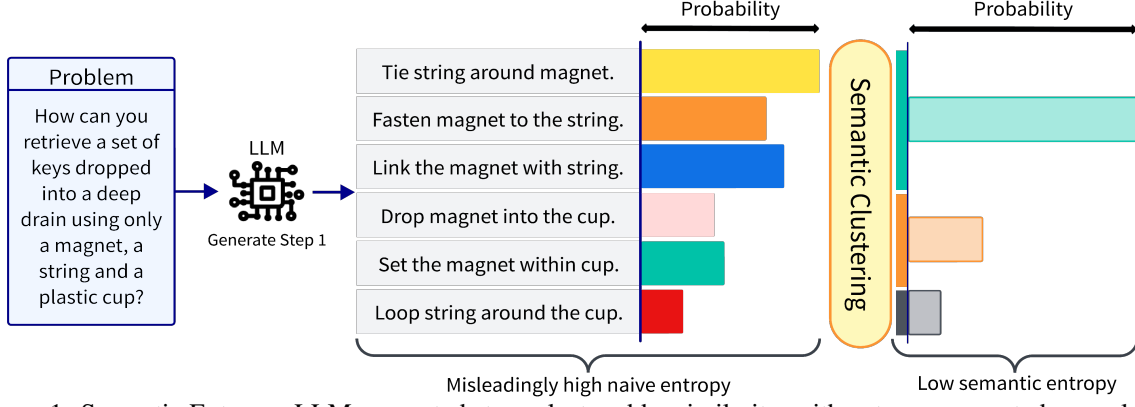 Probability
Probability
Problem
How can you
retrieve a set of
keys dropped
into a deep
drain using only
a magnet, a
string and a
plastic cup?
LLM
Generate Step 1
Tie string around magnet.
Fasten magnet to the string.
Link the magnet with string.
Drop magnet into the cup.
Set the magnet within cup.
Loop string around the cup.
Semantic Clustering
Misleadingly high naive entropy
Low semantic entropy